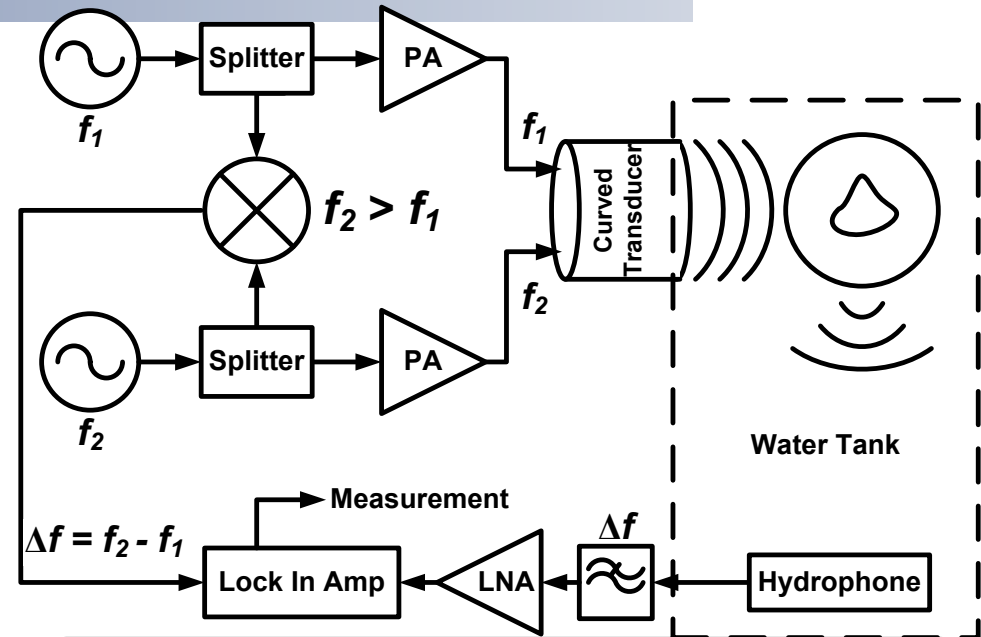 Splitter
PA
f₁
f₁
Curved
Transducer
f₂ > f₁
f₂
Splitter
PA
f₂
Water Tank
Measurement
Δf = f₂ - f₁
Δf
Lock In Amp
LNA
Hydrophone